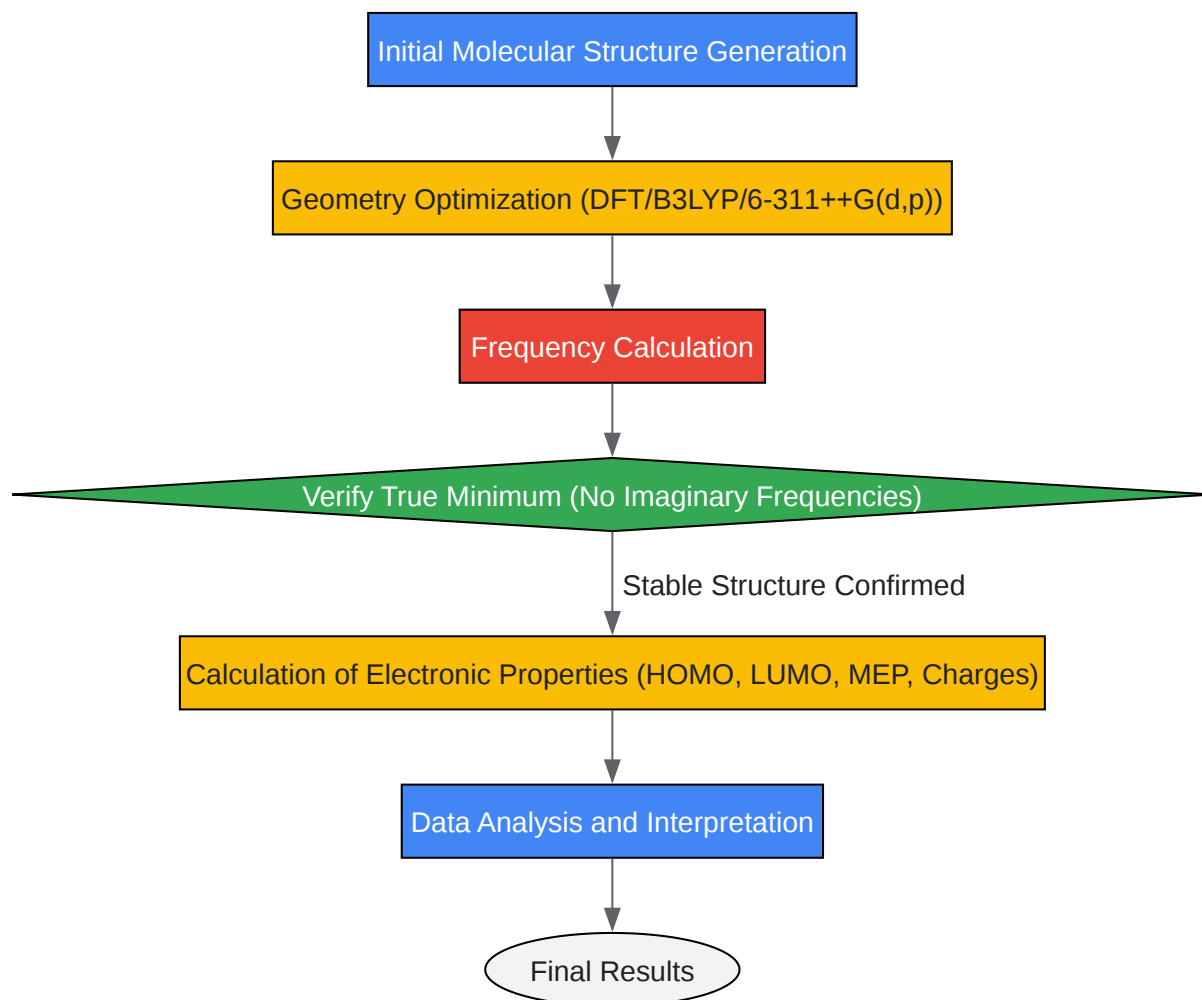 Initial Molecular Structure Generation
Geometry Optimization (DFT/B3LYP/6-311++G(d,p))
Frequency Calculation
Verify True Minimum (No Imaginary Frequencies)
Stable Structure Confirmed
Calculation of Electronic Properties (HOMO, LUMO, MEP, Charges)
Data Analysis and Interpretation
Final Results